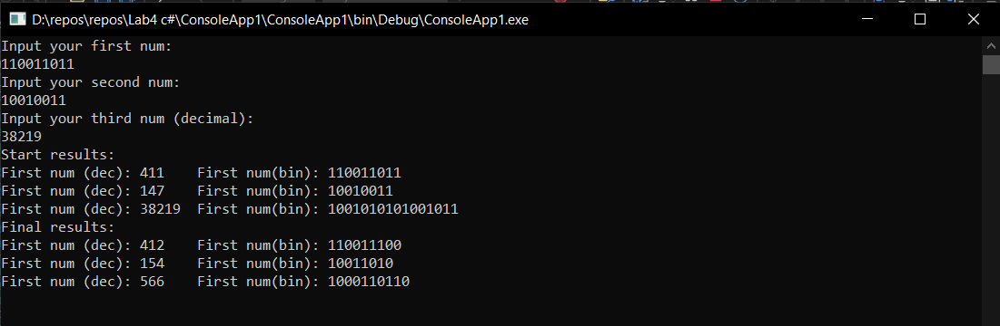 D:\repos\repos\Lab4 c#\ConsoleApp1\ConsoleApp1\bin\Debug\ConsoleApp1.exe
Input your first num:
110011011
Input your second num:
10010011
Input your third num (decimal):
38219
Start results:
First num (dec): 411    First num(bin): 110011011
First num (dec): 147    First num(bin): 10010011
First num (dec): 38219  First num(bin): 1001010101001011
Final results:
First num (dec): 412    First num(bin): 110011100
First num (dec): 154    First num(bin): 10011010
First num (dec): 566    First num(bin): 1000110110